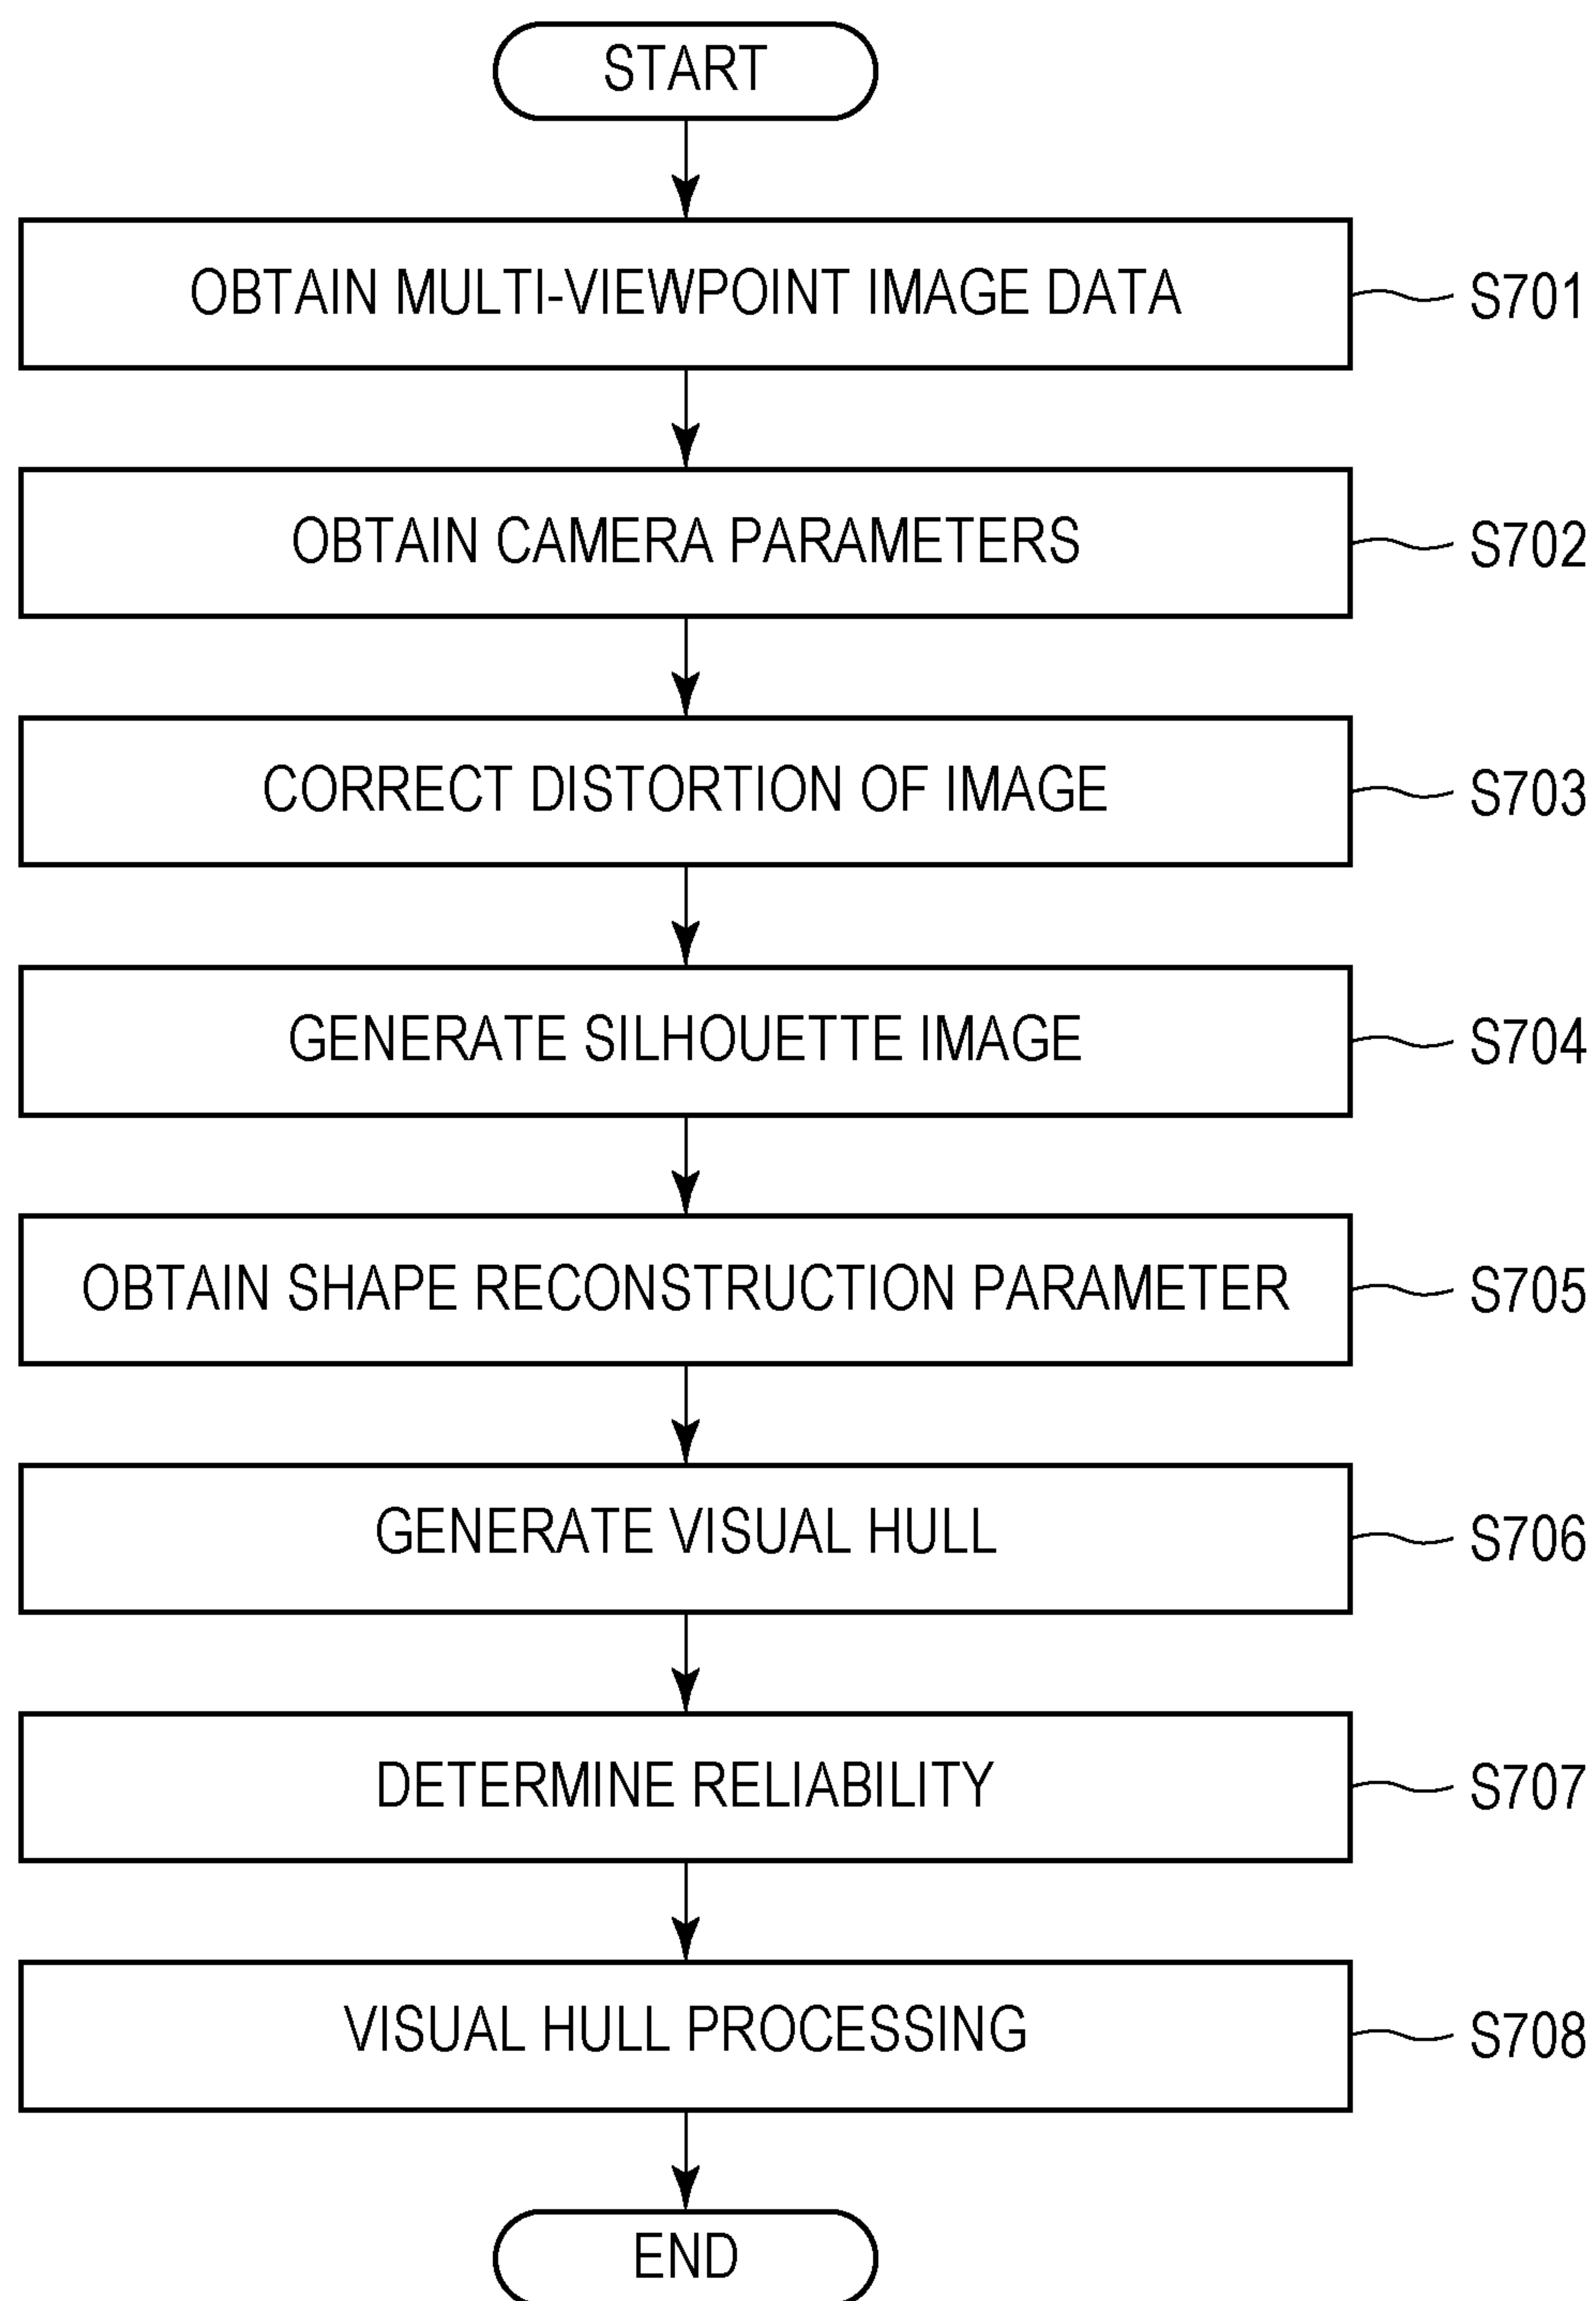 START
OBTAIN MULTI-VIEWPOINT IMAGE DATA
S701
OBTAIN CAMERA PARAMETERS
S702
CORRECT DISTORTION OF IMAGE
S703
GENERATE SILHOUETTE IMAGE
S704
OBTAIN SHAPE RECONSTRUCTION PARAMETER
S705
GENERATE VISUAL HULL
S706
DETERMINE RELIABILITY
S707
VISUAL HULL PROCESSING
S708
END